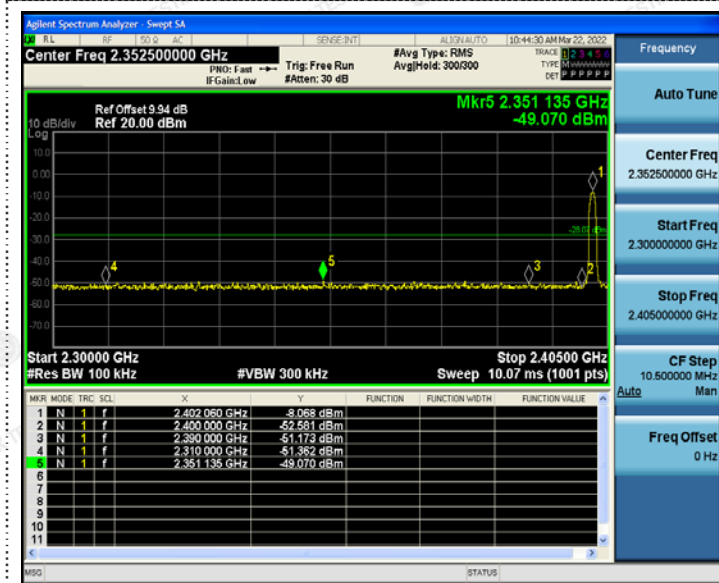 Agilent Spectrum Analyzer - Swept SA
RL RF 50 Ω AC SENSE:INT ALIGN AUTO 10:44:30 AM Mar 22, 2022
Center Freq 2.352500000 GHz #Avg Type: RMS TRACE 1 2 3 4 5 6
PNO: Fast Trig: Free Run Avg|Hold: 300/300 TYPE M
IFGain:Low #Atten: 30 dB DET P P P P P P
Mkr5 2.351 135 GHz
-49.070 dBm
Ref Offset 9.94 dB
10 dB/div Ref 20.00 dBm
Log
10.0
0.00
-10.0
-20.0
-30.0
-40.0
-50.0
-60.0
-70.0
1
-28.07 dBm
4
5
3
2
Start 2.30000 GHz Stop 2.40500 GHz
#Res BW 100 kHz #VBW 300 kHz Sweep 10.07 ms (1001 pts)
MKR MODE TRC SCL X Y FUNCTION FUNCTION WIDTH FUNCTION VALUE
1 N 1 f 2.402 060 GHz -8.068 dBm
2 N 1 f 2.400 000 GHz -52.581 dBm
3 N 1 f 2.390 000 GHz -51.173 dBm
4 N 1 f 2.310 000 GHz -51.362 dBm
5 N 1 f 2.351 135 GHz -49.070 dBm
6
7
8
9
10
11
MSG STATUS
Frequency
Auto Tune
Center Freq
2.352500000 GHz
Start Freq
2.300000000 GHz
Stop Freq
2.405000000 GHz
CF Step
10.500000 MHz
Auto Man
Freq Offset
0 Hz